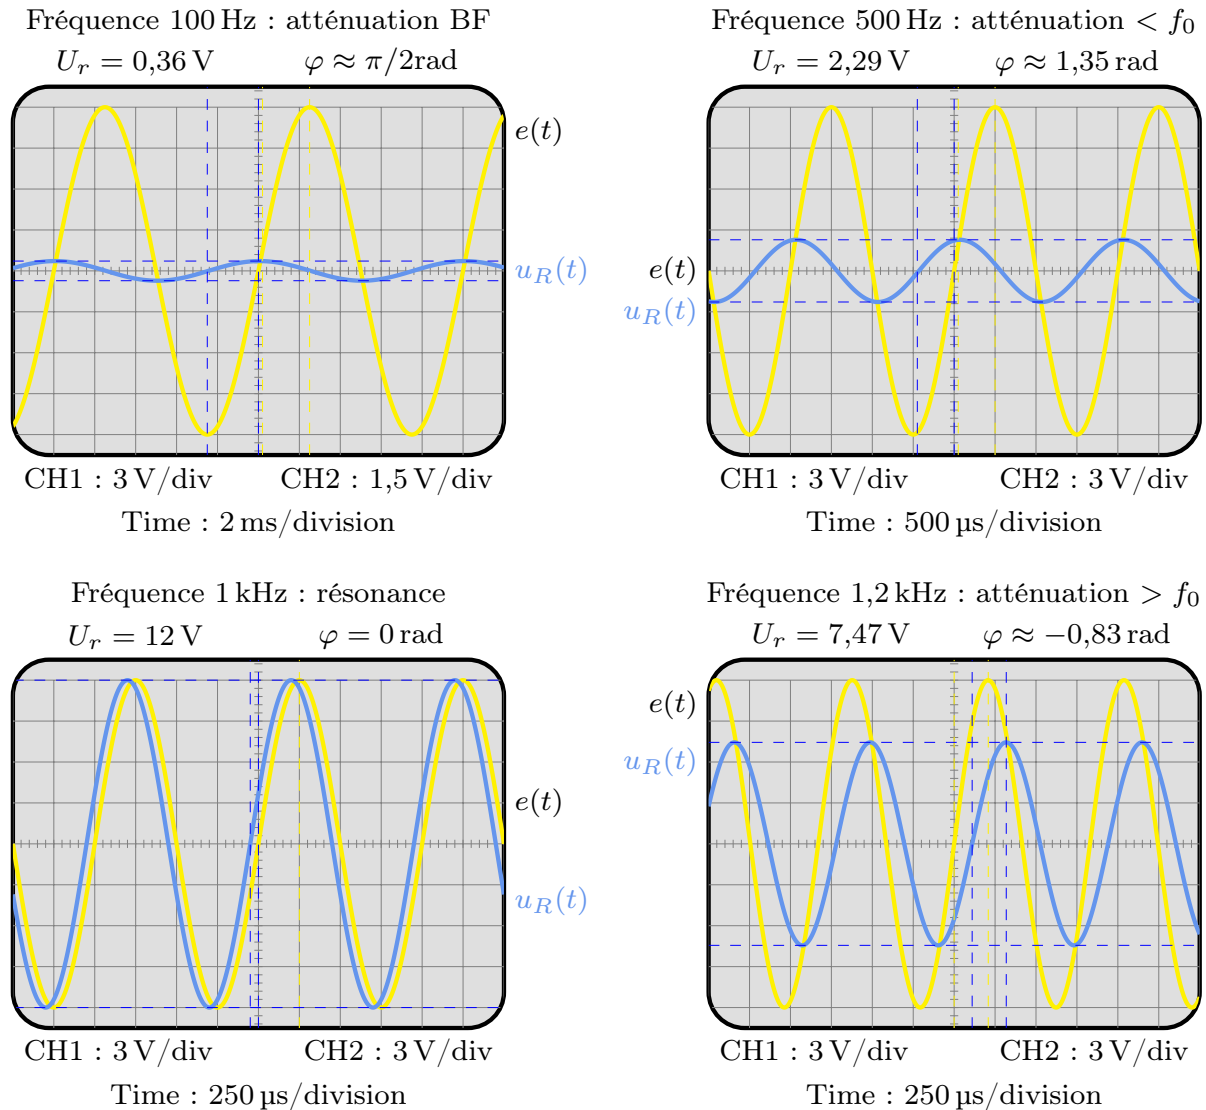 Fréquence 100 Hz : atténuation BF
U_r = 0,36 V φ ≈ π/2rad
e(t)
u_R(t)
CH1 : 3 V/div CH2 : 1,5 V/div
Time : 2 ms/division
Fréquence 500 Hz : atténuation < f_0
U_r = 2,29 V φ ≈ 1,35 rad
e(t)
u_R(t)
CH1 : 3 V/div CH2 : 3 V/div
Time : 500 µs/division
Fréquence 1 kHz : résonance
U_r = 12 V φ = 0 rad
e(t)
u_R(t)
CH1 : 3 V/div CH2 : 3 V/div
Time : 250 µs/division
Fréquence 1,2 kHz : atténuation > f_0
U_r = 7,47 V φ ≈ −0,83 rad
e(t)
u_R(t)
CH1 : 3 V/div CH2 : 3 V/div
Time : 250 µs/division